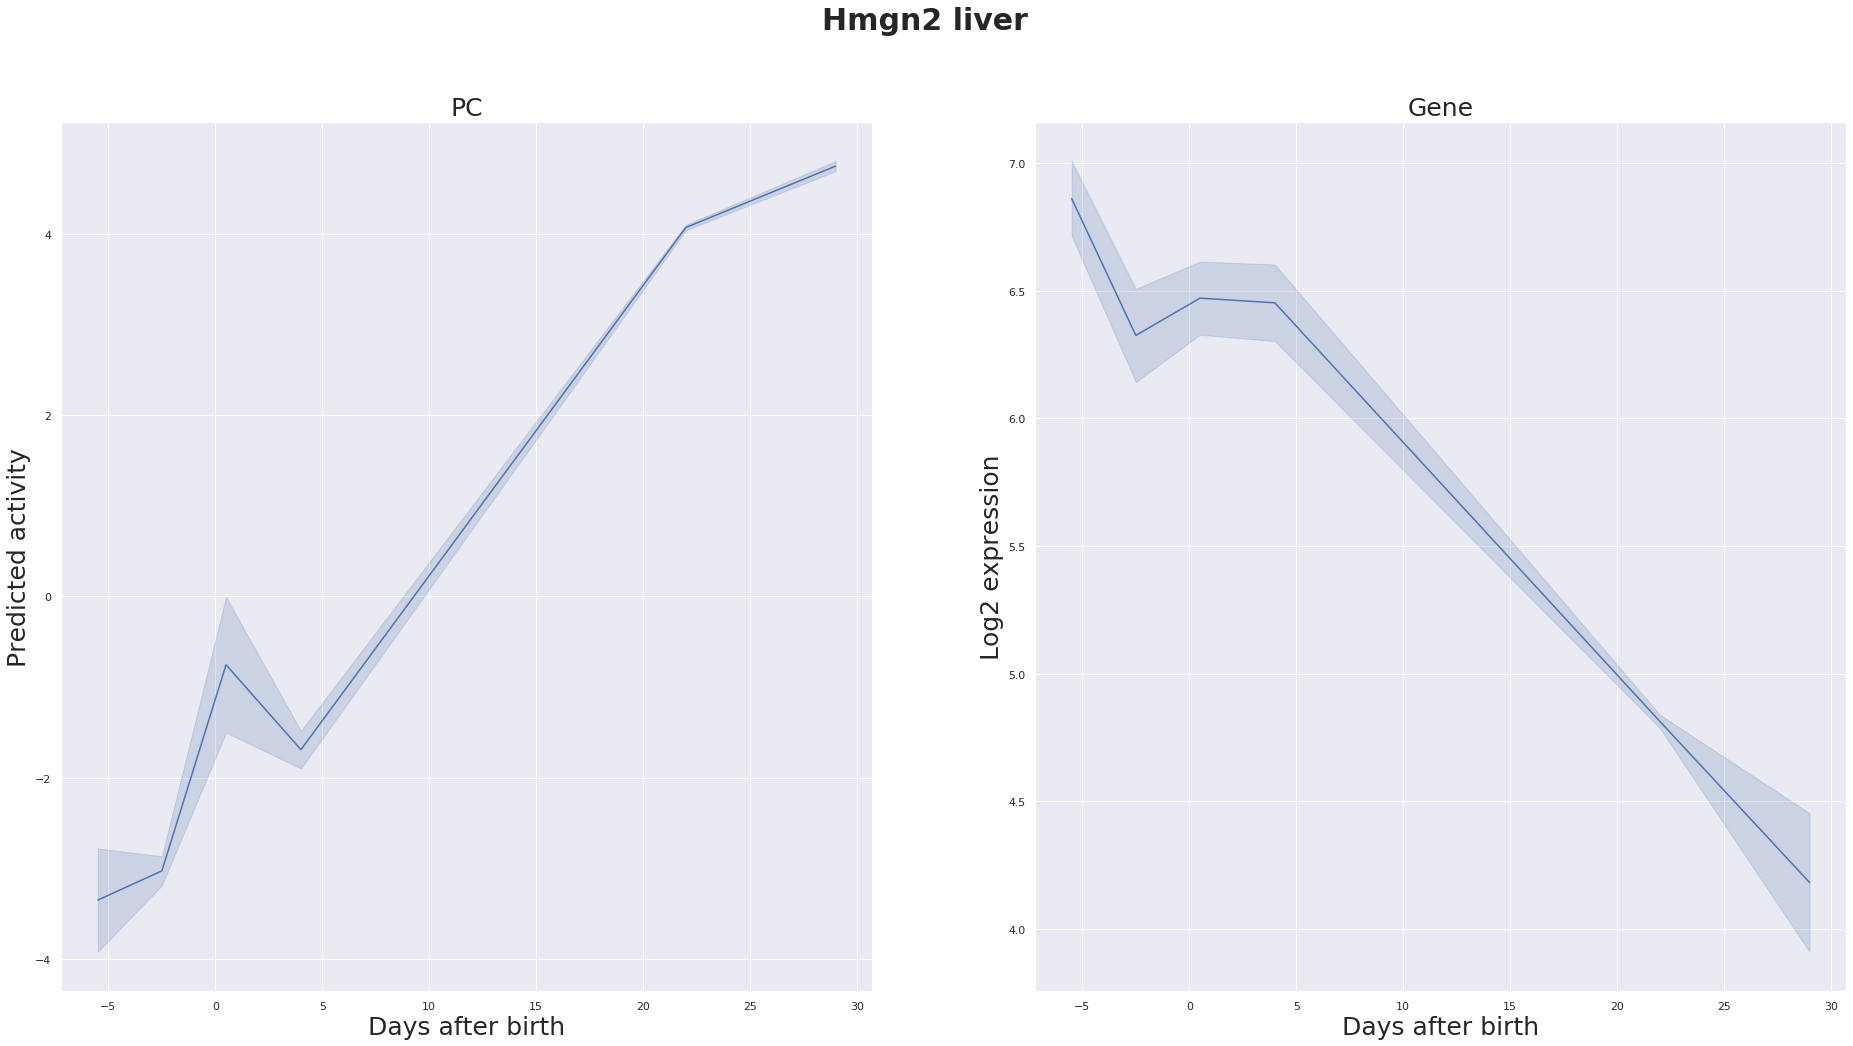 Hmgn2 liver
PC
Predicted activity
4
2
0
−2
−4
−5 0 5 10 15 20 25 30
Days after birth
Gene
Log2 expression
7.0
6.5
6.0
5.5
5.0
4.5
4.0
−5 0 5 10 15 20 25 30
Days after birth